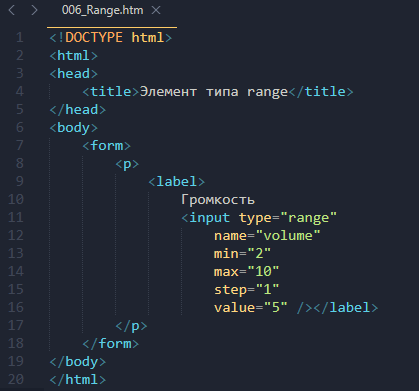 006_Range.htm
1 <!DOCTYPE html>
2 <html>
3 <head>
4     <title>Элемент типа range</title>
5 </head>
6 <body>
7     <form>
8         <p>
9             <label>
10                 Громкость
11                 <input type="range"
12                     name="volume"
13                     min="2"
14                     max="10"
15                     step="1"
16                     value="5" /></label>
17         </p>
18     </form>
19 </body>
20 </html>